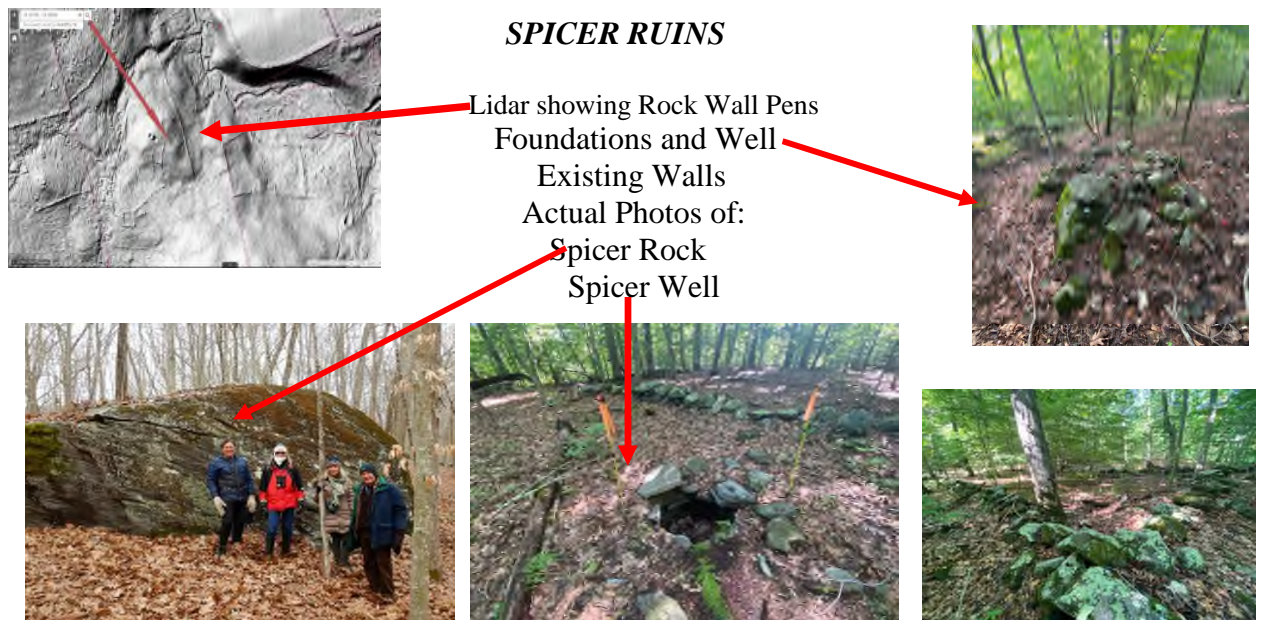 SPICER RUINS
Lidar showing Rock Wall Pens
Foundations and Well
Existing Walls
Actual Photos of:
Spicer Rock
Spicer Well